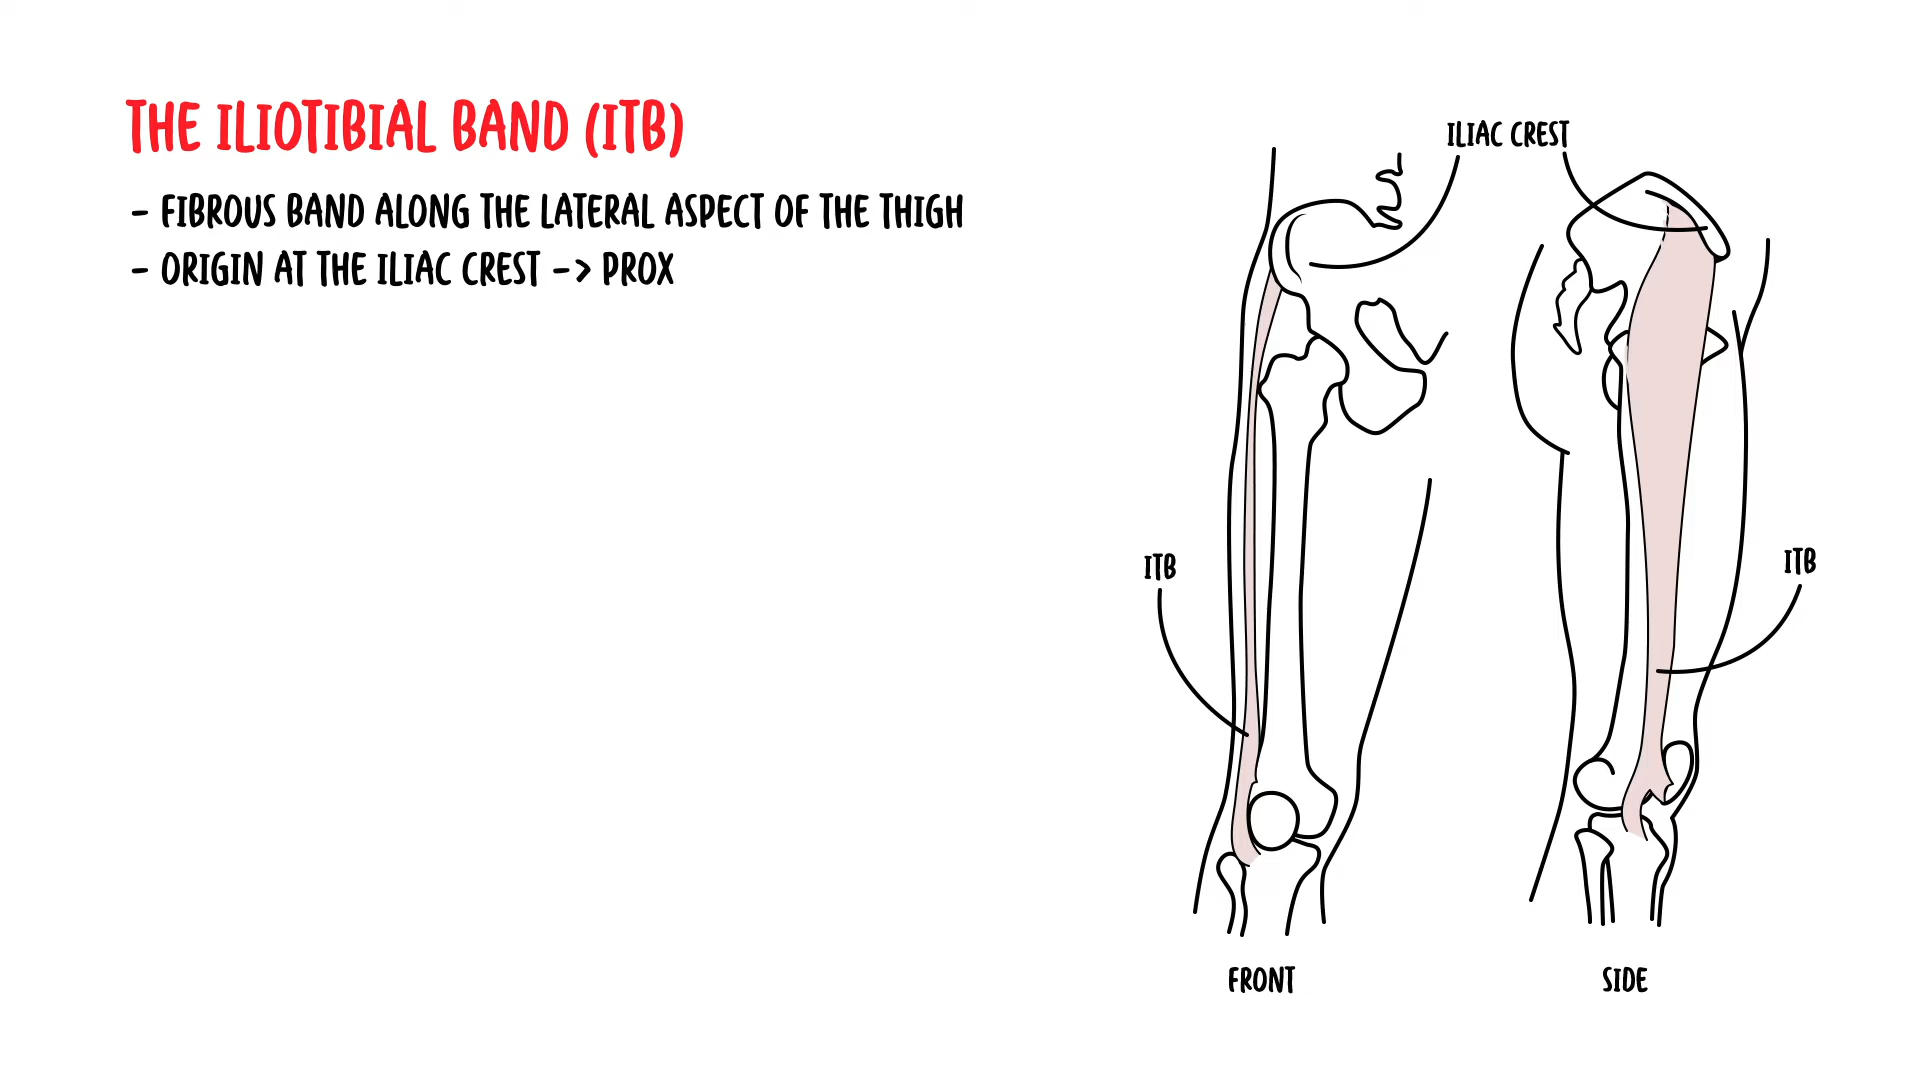 THE ILIOTIBIAL BAND (ITB)
- FIBROUS BAND ALONG THE LATERAL ASPECT OF THE THIGH
- ORIGIN AT THE ILIAC CREST -> PROX
ILIAC CREST
ITB
ITB
FRONT
SIDE